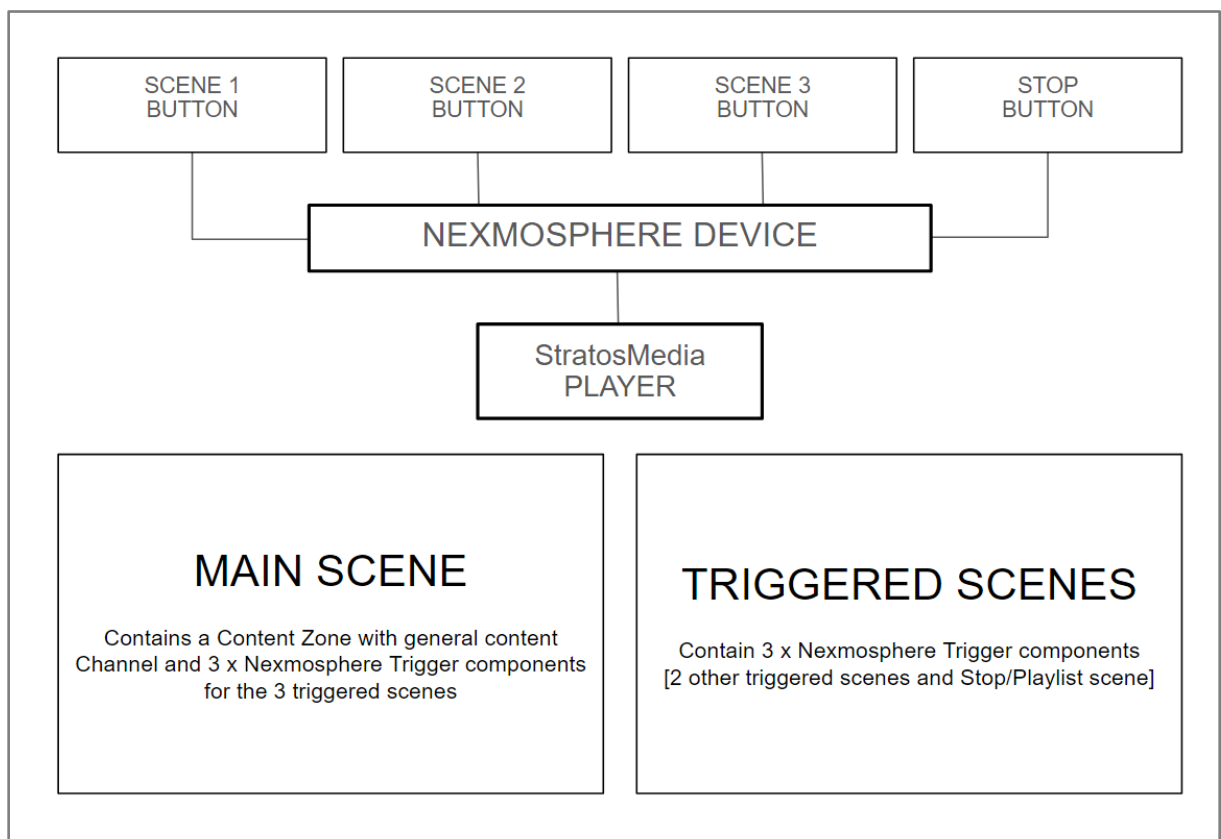 SCENE 1
BUTTON
SCENE 2
BUTTON
SCENE 3
BUTTON
STOP
BUTTON
NEXMOSPHERE DEVICE
StratosMedia
PLAYER
MAIN SCENE
Contains a Content Zone with general content
Channel and 3 x Nexmosphere Trigger components
for the 3 triggered scenes
TRIGGERED SCENES
Contain 3 x Nexmosphere Trigger components
[2 other triggered scenes and Stop/Playlist scene]